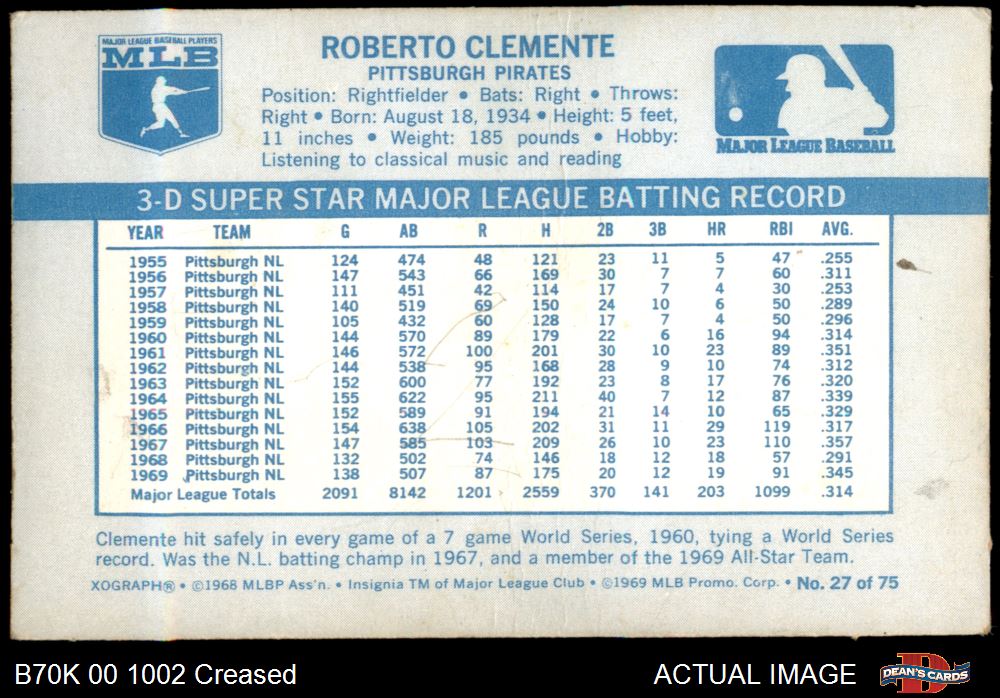 MAJOR LEAGUE BASEBALL PLAYERS
MLB
ROBERTO CLEMENTE
PITTSBURGH PIRATES
Position: Rightfielder • Bats: Right • Throws:
Right • Born: August 18, 1934 • Height: 5 feet,
11 inches • Weight: 185 pounds • Hobby:
Listening to classical music and reading
MAJOR LEAGUE BASEBALL
3-D SUPER STAR MAJOR LEAGUE BATTING RECORD
YEAR TEAM G AB R H 2B 3B HR RBI AVG.
1955 Pittsburgh NL 124 474 48 121 23 11 5 47 .255
1956 Pittsburgh NL 147 543 66 169 30 7 7 60 .311
1957 Pittsburgh NL 111 451 42 114 17 7 4 30 .253
1958 Pittsburgh NL 140 519 69 150 24 10 6 50 .289
1959 Pittsburgh NL 105 432 60 128 17 7 4 50 .296
1960 Pittsburgh NL 144 570 89 179 22 6 16 94 .314
1961 Pittsburgh NL 146 572 100 201 30 10 23 89 .351
1962 Pittsburgh NL 144 538 95 168 28 9 10 74 .312
1963 Pittsburgh NL 152 600 77 192 23 8 17 76 .320
1964 Pittsburgh NL 155 622 95 211 40 7 12 87 .339
1965 Pittsburgh NL 152 589 91 194 21 14 10 65 .329
1966 Pittsburgh NL 154 638 105 202 31 11 29 119 .317
1967 Pittsburgh NL 147 585 103 209 26 10 23 110 .357
1968 Pittsburgh NL 132 502 74 146 18 12 18 57 .291
1969 Pittsburgh NL 138 507 87 175 20 12 19 91 .345
Major League Totals 2091 8142 1201 2559 370 141 203 1099 .314
Clemente hit safely in every game of a 7 game World Series, 1960, tying a World Series
record. Was the N.L. batting champ in 1967, and a member of the 1969 All-Star Team.
XOGRAPH® • ©1968 MLBP Ass'n. • Insignia TM of Major League Club • ©1969 MLB Promo. Corp. • No. 27 of 75
B70K 00 1002 Creased
ACTUAL IMAGE
DEAN'S CARDS